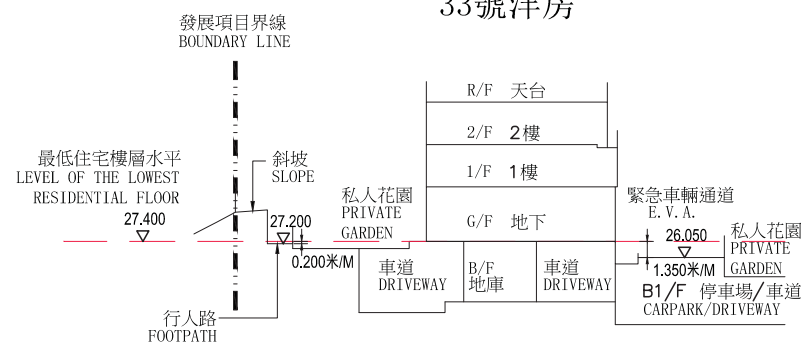 33號洋房
發展項目界線
BOUNDARY LINE
R/F 天台
2/F 2樓
1/F 1樓
G/F 地下
最低住宅樓層水平
LEVEL OF THE LOWEST
RESIDENTIAL FLOOR
27.400
斜坡
SLOPE
27.200
0.200米/M
私人花園
PRIVATE
GARDEN
車道
DRIVEWAY
B/F
地庫
車道
DRIVEWAY
緊急車輛通道
E.V.A.
26.050
1.350米/M
私人花園
PRIVATE
GARDEN
B1/F 停車場/車道
CARPARK/DRIVEWAY
行人路
FOOTPATH